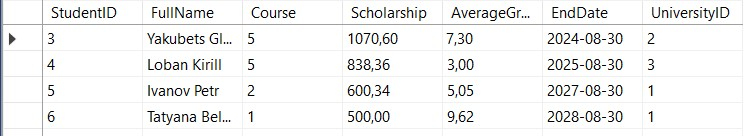 StudentID FullName Course Scholarship AverageGr... EndDate UniversityID
3 Yakubets Gl... 5 1070,60 7,30 2024-08-30 2
4 Loban Kirill 5 838,36 3,00 2025-08-30 3
5 Ivanov Petr 2 600,34 5,05 2027-08-30 1
6 Tatyana Bel... 1 500,00 9,62 2028-08-30 1